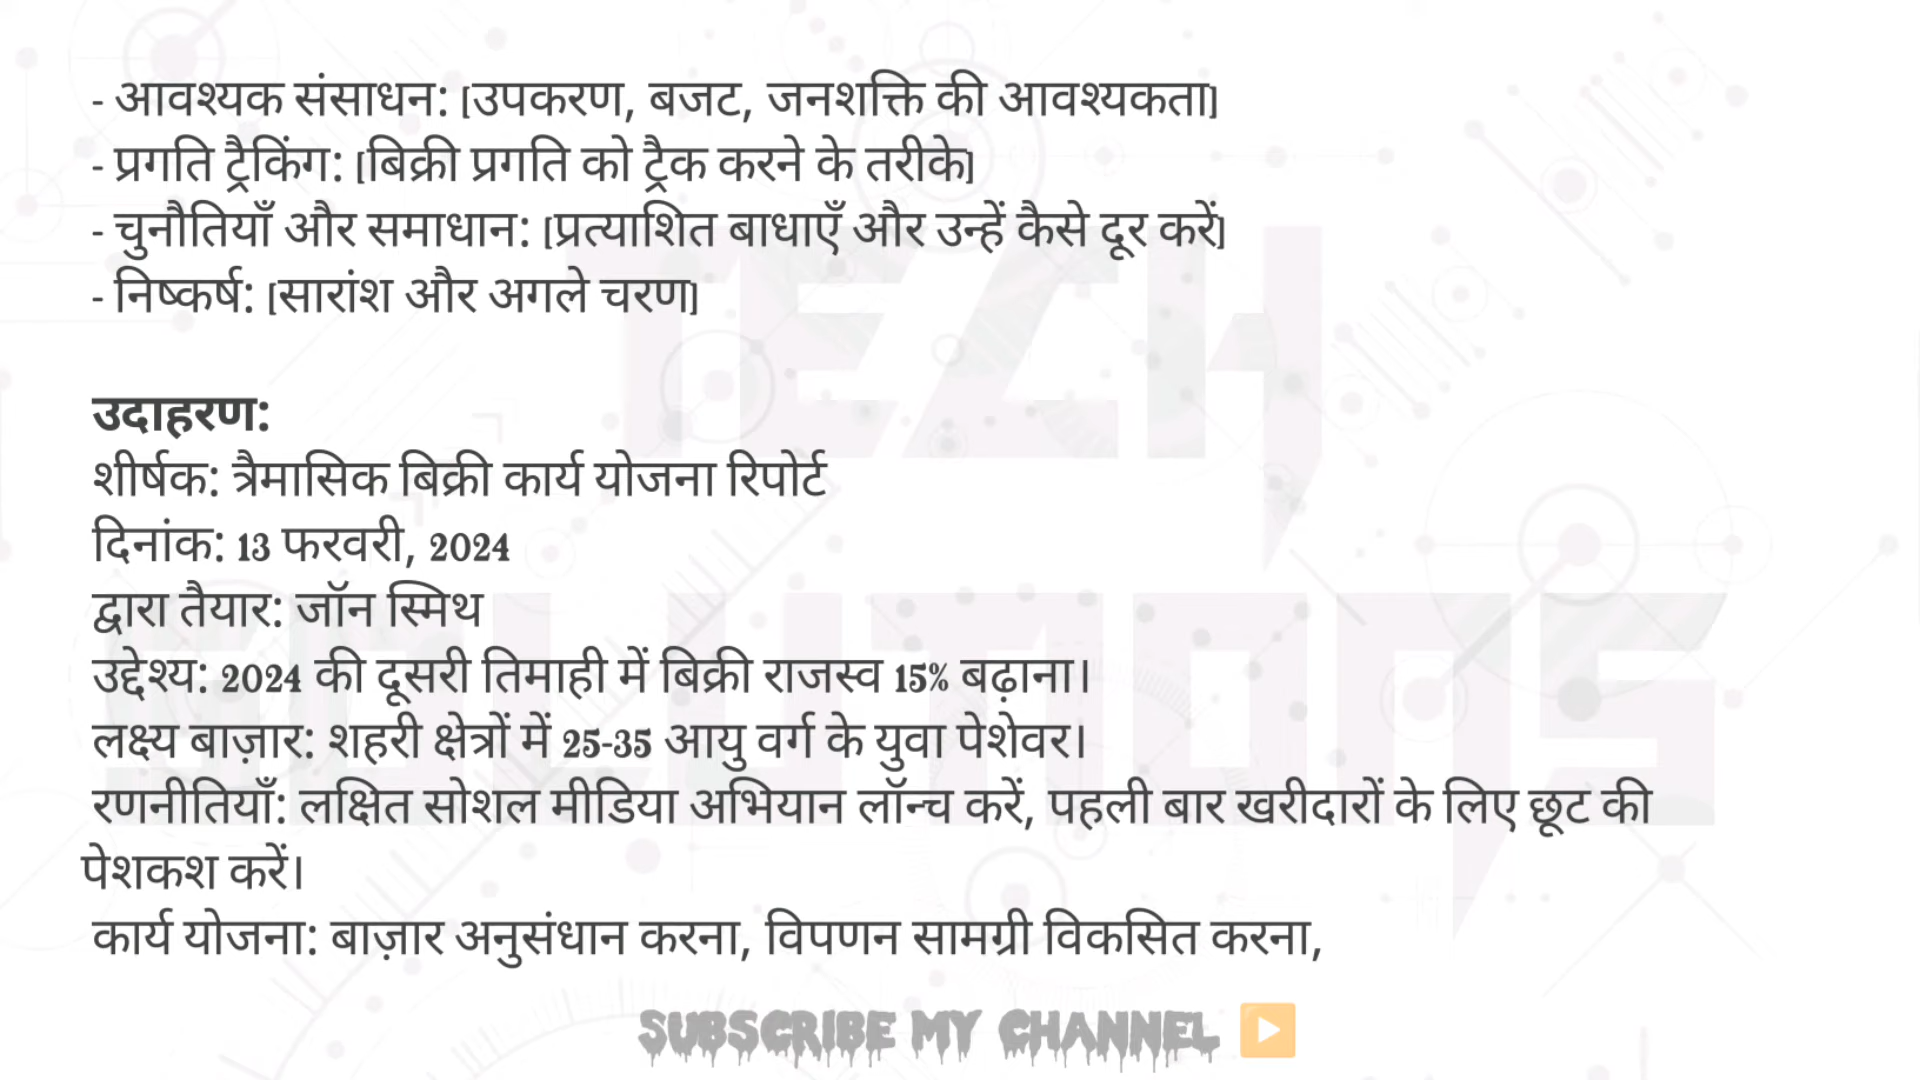 - आवश्यक संसाधन: [उपकरण, बजट, जनशक्ति की आवश्यकता]
- प्रगति ट्रैकिंग: [बिक्री प्रगति को ट्रैक करने के तरीके]
- चुनौतियाँ और समाधान: [प्रत्याशित बाधाएँ और उन्हें कैसे दूर करें]
- निष्कर्ष: [सारांश और अगले चरण]
उदाहरण:
शीर्षक: त्रैमासिक बिक्री कार्य योजना रिपोर्ट
दिनांक: 13 फरवरी, 2024
द्वारा तैयार: जॉन स्मिथ
उद्देश्य: 2024 की दूसरी तिमाही में बिक्री राजस्व 15% बढ़ाना।
लक्ष्य बाज़ार: शहरी क्षेत्रों में 25-35 आयु वर्ग के युवा पेशेवर।
रणनीतियाँ: लक्षित सोशल मीडिया अभियान लॉन्च करें, पहली बार खरीदारों के लिए छूट की
पेशकश करें।
कार्य योजना: बाज़ार अनुसंधान करना, विपणन सामग्री विकसित करना,
SUBSCRIBE MY CHANNEL
TECH
SOLUTIONS